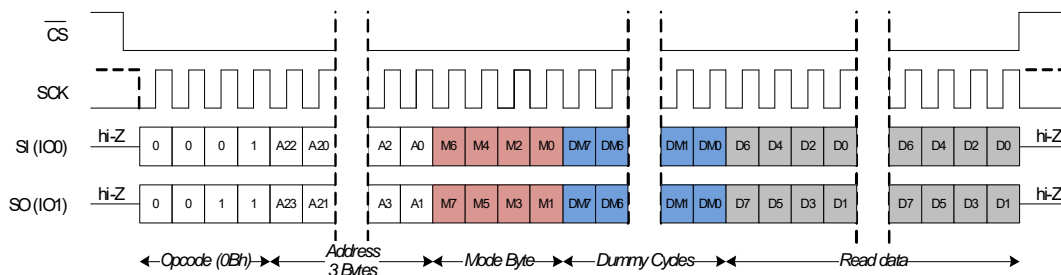 CS
SCK
SI (IO0) hi-Z 0 0 0 1 A22 A20 A2 A0 M6 M4 M2 M0 DM7 DM6 DM1 DM0 D6 D4 D2 D0 D6 D4 D2 D0 hi-Z
SO (IO1) hi-Z 0 0 1 1 A23 A21 A3 A1 M7 M5 M3 M1 DM7 DM6 DM1 DM0 D7 D5 D3 D1 D7 D5 D3 D1 hi-Z
Opcode (0Bh) Address Mode Byte Dummy Cycles Read data
3 Bytes